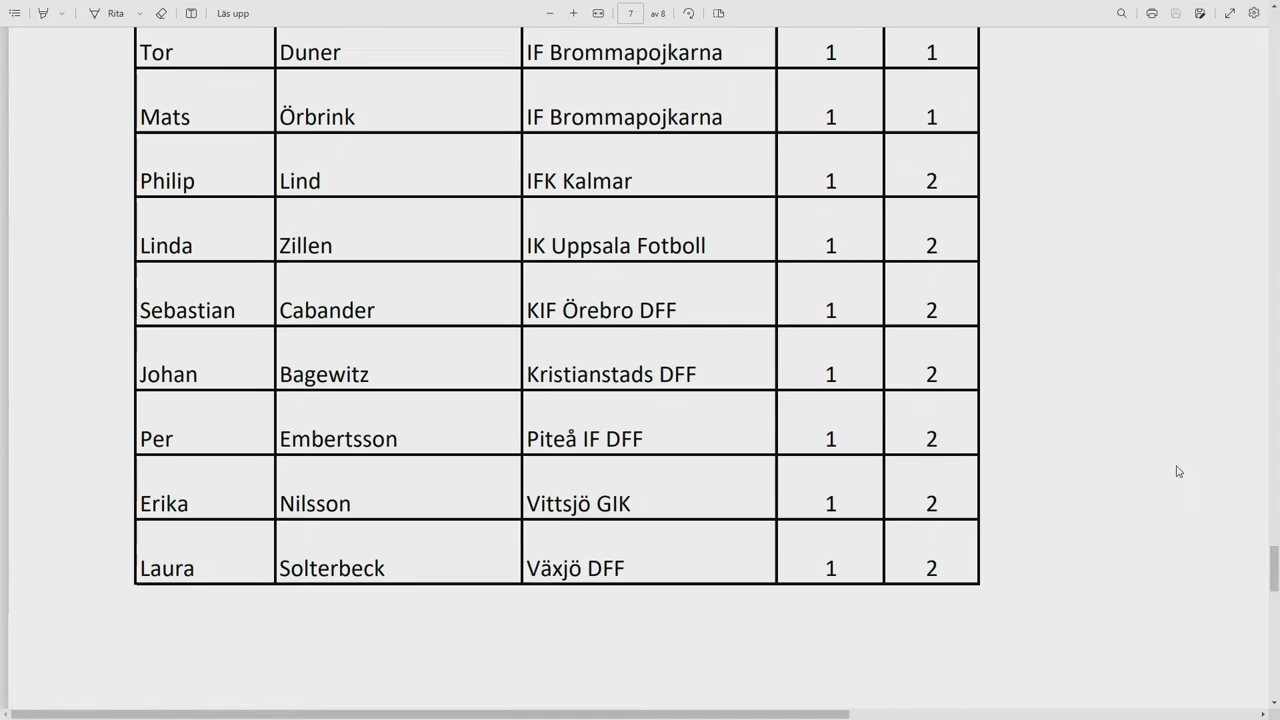 Rita Läs upp 7 av 8
Tor Duner IF Brommapojkarna 1 1
Mats Örbrink IF Brommapojkarna 1 1
Philip Lind IFK Kalmar 1 2
Linda Zillen IK Uppsala Fotboll 1 2
Sebastian Cabander KIF Örebro DFF 1 2
Johan Bagewitz Kristianstads DFF 1 2
Per Embertsson Piteå IF DFF 1 2
Erika Nilsson Vittsjö GIK 1 2
Laura Solterbeck Växjö DFF 1 2